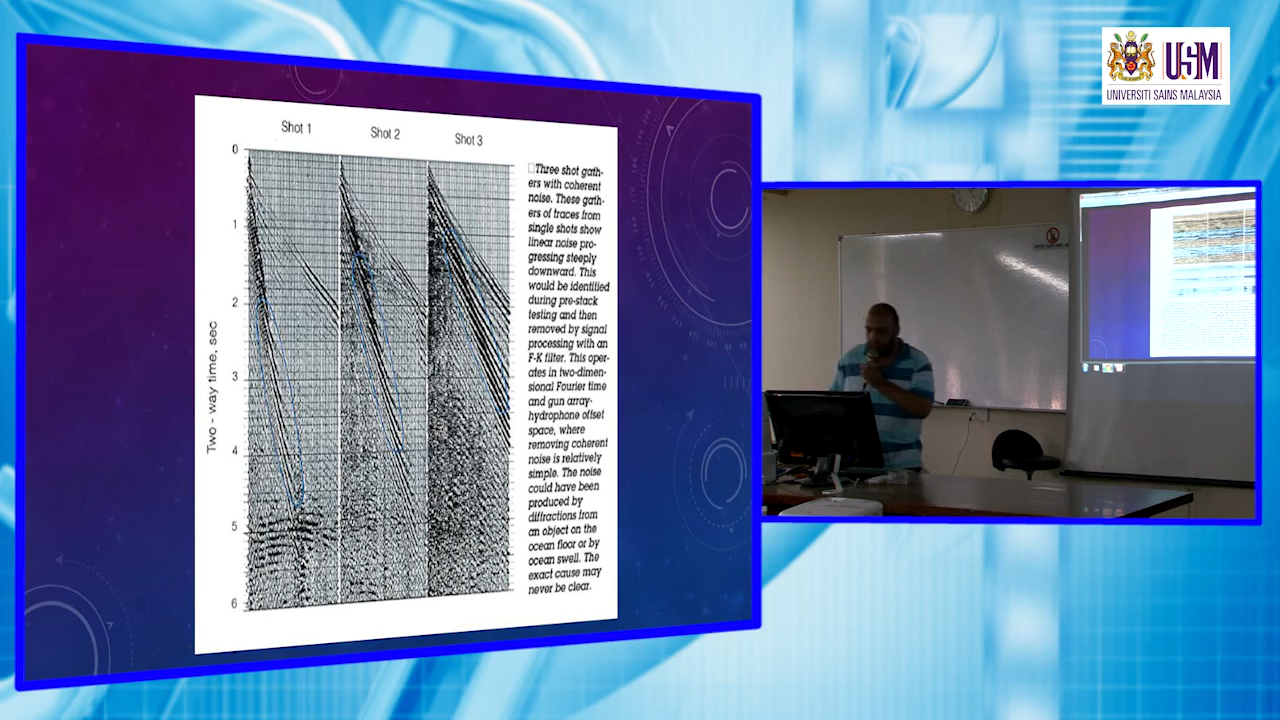 USM
UNIVERSITI SAINS MALAYSIA
Shot 1
Shot 2
Shot 3
0
1
2
3
4
5
6
Two - way time, sec
Three shot gath-
ers with coherent
noise. These gath-
ers of traces from
single shots show
linear noise pro-
gressing steeply
downward. This
would be identified
during pre-stack
testing and then
removed by signal
processing with an
F-K filter. This oper-
ates in two-dimen-
sional Fourier time
and gun array-
hydrophone offset
space, where
removing coherent
noise is relatively
simple. The noise
could have been
produced by
diffractions from
an object on the
ocean floor or by
ocean swell. The
exact cause may
never be clear.